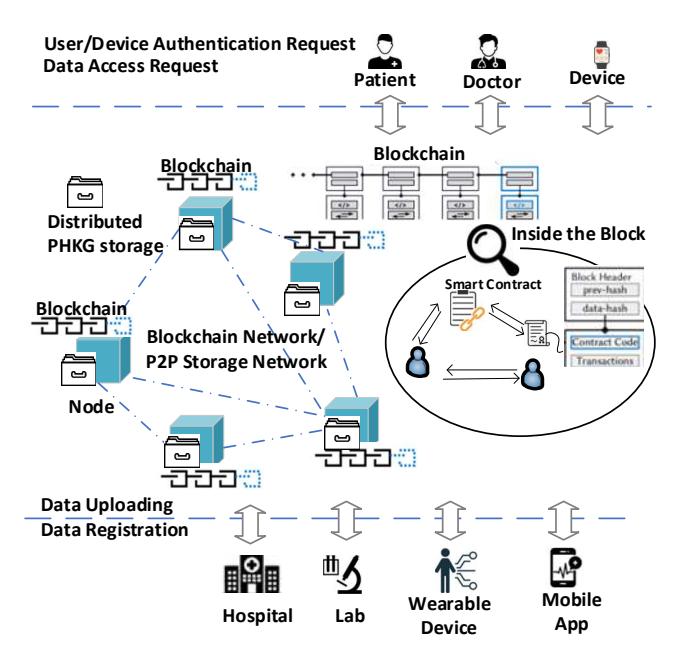 User/Device Authentication Request
Data Access Request
Patient
Doctor
Device
Blockchain
Blockchain
Distributed
PHKG storage
Inside the Block
Smart Contract
Block Header
prev-hash
data-hash
Contract Code
Transactions
Blockchain
Blockchain Network/
P2P Storage Network
Node
Data Uploading
Data Registration
Hospital
Lab
Wearable
Device
Mobile
App